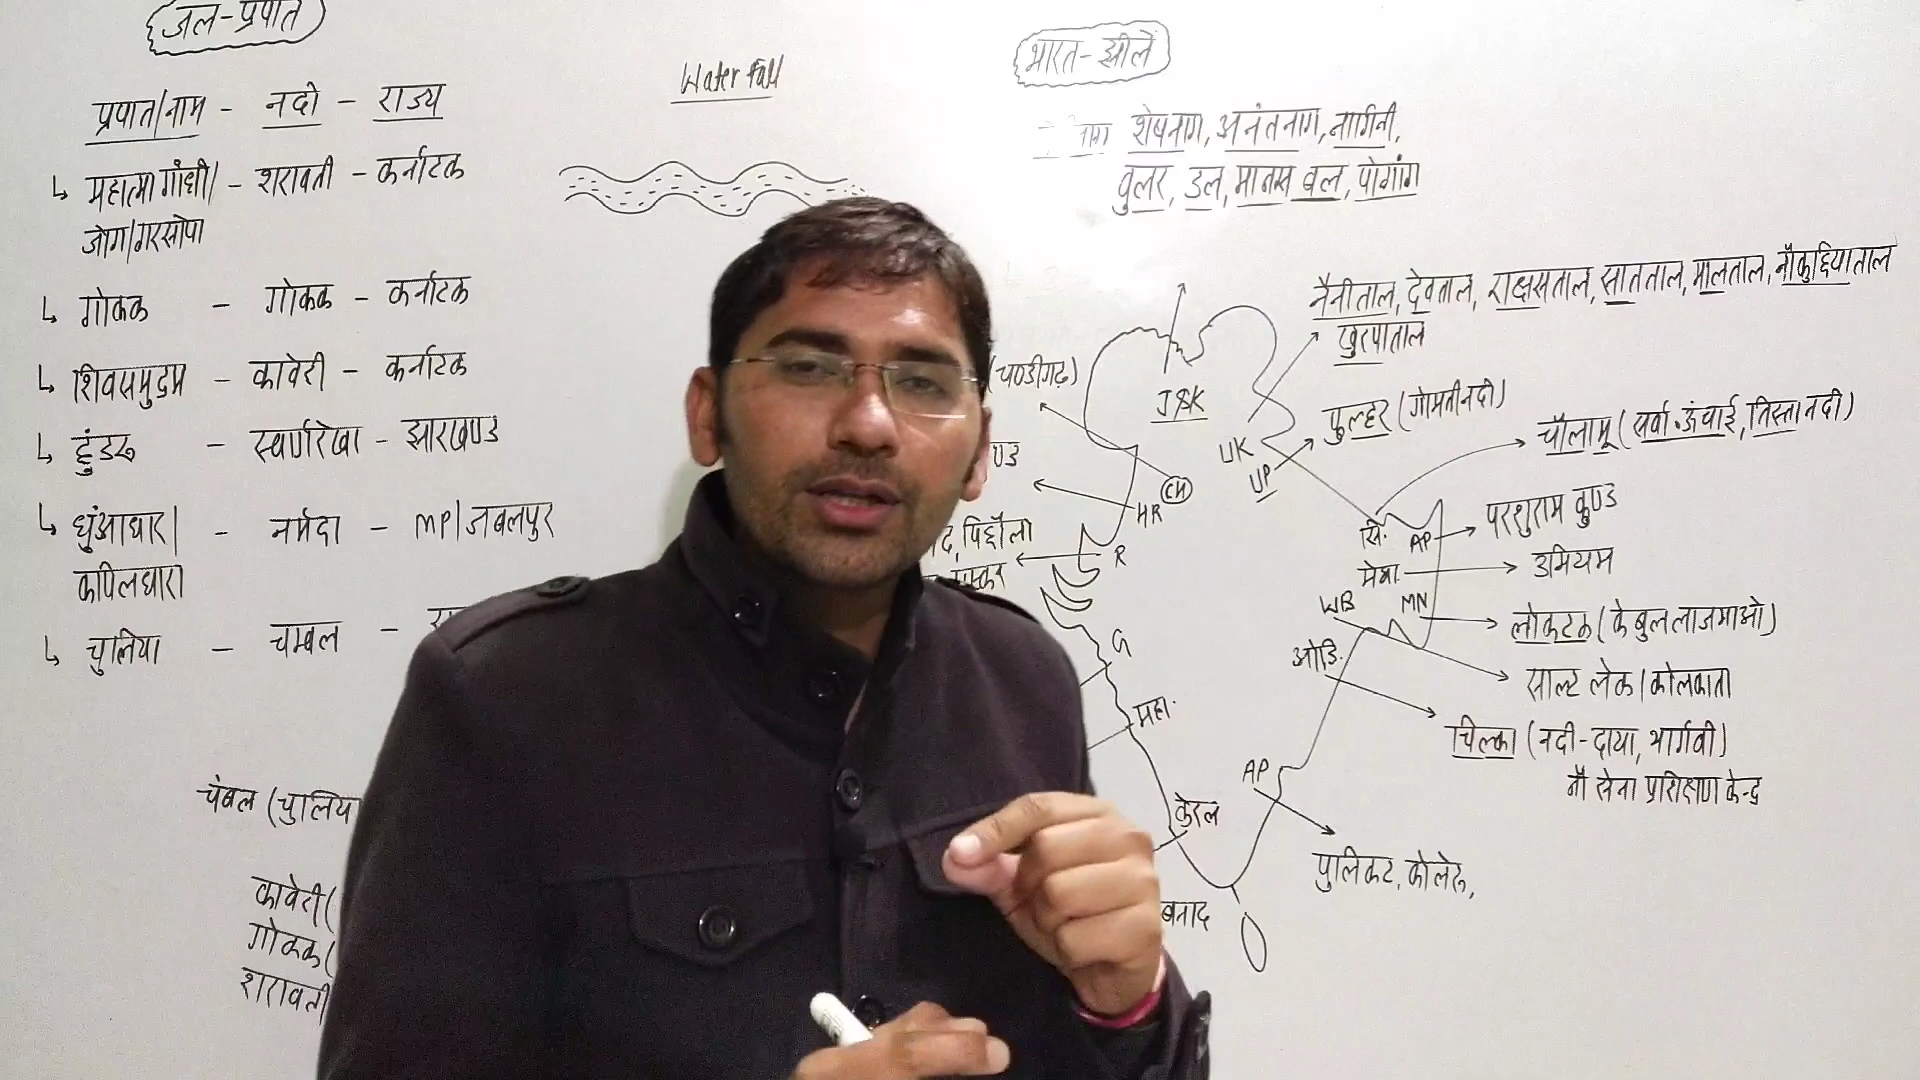 जल-प्रपात
प्रपात/नाम - नदी - राज्य
↳ महात्मा गाँधी/ - शरावती - कर्नाटक
जोग/गरसोपा
↳ गोकक - गोकक - कर्नाटक
↳ शिवसमुद्रम - कावेरी - कर्नाटक
↳ हुंडरू - स्वर्णरेखा - झारखण्ड
↳ धुंआधार/ - नर्मदा - MP/जबलपुर
कपिलधारा
↳ चुलिया - चम्बल -
चंबल (चुलिया
कावेरी (
गोकक (
शरावती
Water fall
भारत-झीलें
शेषनाग, अनंतनाग, नागिनी,
वुलर, डल, मानस बल, पोगांग
नैनीताल, देवताल, राक्षसताल, सातताल, मालताल, नौकुछियाताल
खुरपाताल
(चण्डीगढ़)
J&K
UK
UP
फुल्हर (गोमती नदी)
चौलामू (सर्वा. ऊंचाई, तिस्ता नदी)
CH
HR
सि.
AP
परशुराम कुण्ड
पिछौला
R
मेघा.
उमियम
WB
MN
लोकटक (केबुललाजमाओ)
G
ओडि.
साल्ट लेक/कोलकाता
महा.
चिल्का (नदी-दाया, भार्गवी)
नौ सेना प्रशिक्षण केन्द्र
AP
केरल
पुलिकट, कोलेरू,
बनाद